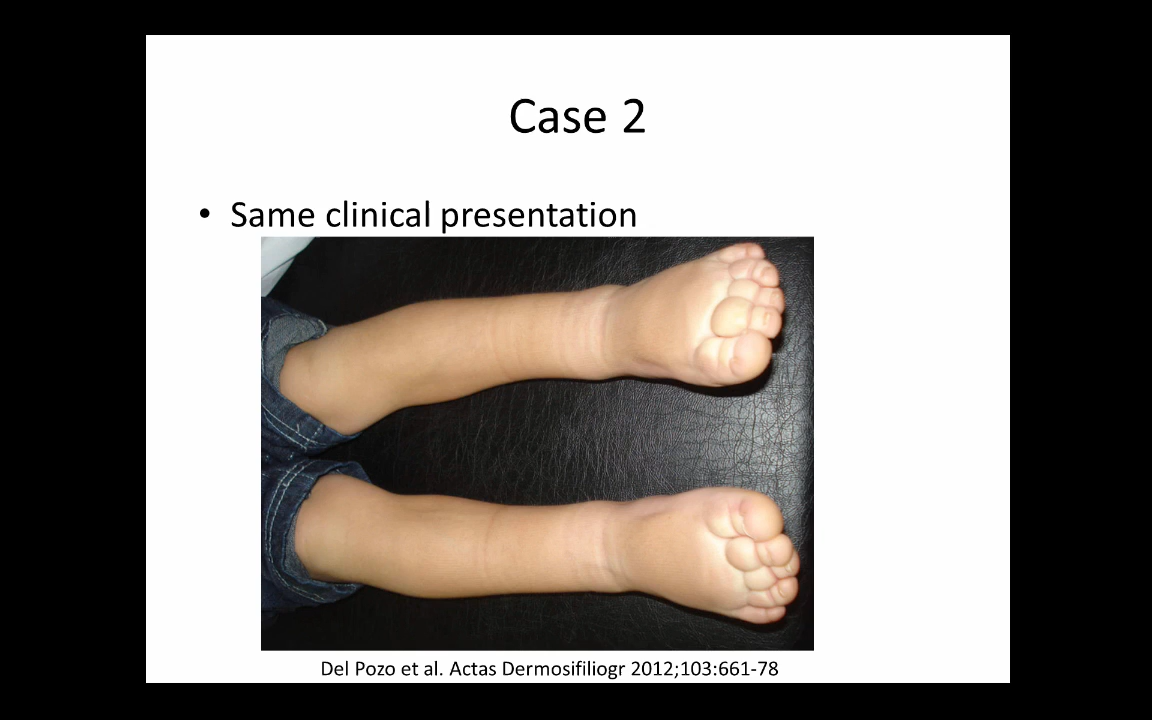 Case 2
• Same clinical presentation
Del Pozo et al. Actas Dermosifiliogr 2012;103:661-78